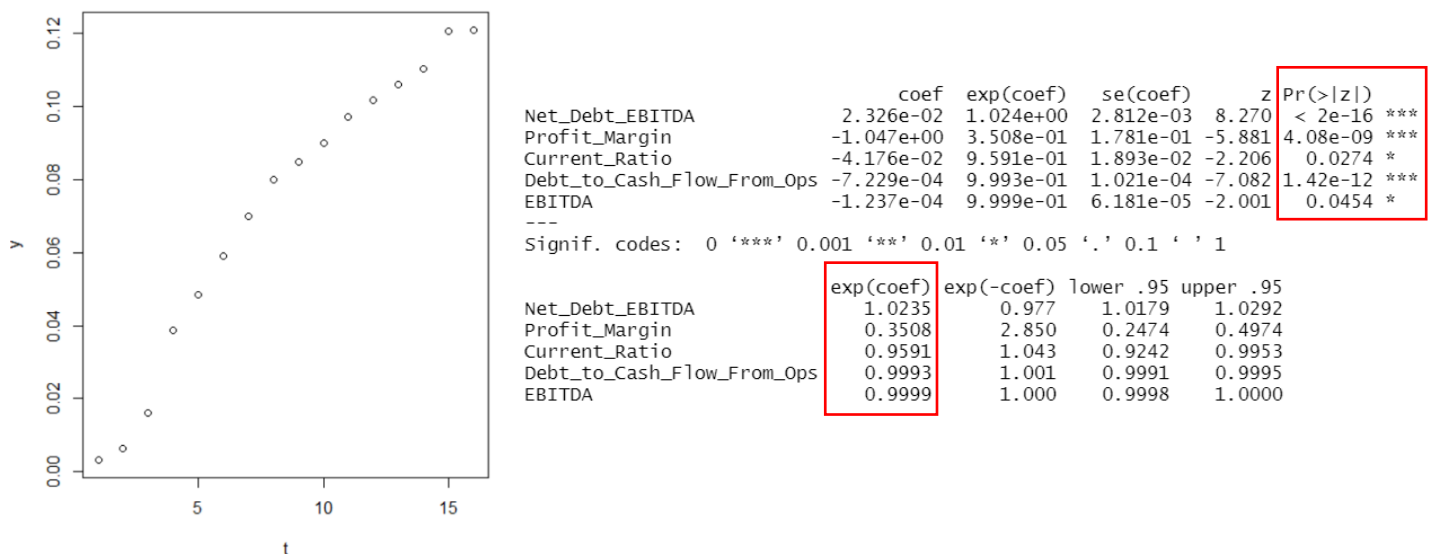 0.12
0.10
0.08
0.06
0.04
0.02
0.00
y
5 10 15
t
coef exp(coef) se(coef) z Pr(>|z|)
Net_Debt_EBITDA 2.326e-02 1.024e+00 2.812e-03 8.270 < 2e-16 ***
Profit_Margin -1.047e+00 3.508e-01 1.781e-01 -5.881 4.08e-09 ***
Current_Ratio -4.176e-02 9.591e-01 1.893e-02 -2.206 0.0274 *
Debt_to_Cash_Flow_From_Ops -7.229e-04 9.993e-01 1.021e-04 -7.082 1.42e-12 ***
EBITDA -1.237e-04 9.999e-01 6.181e-05 -2.001 0.0454 *
---
Signif. codes: 0 ‘***’ 0.001 ‘**’ 0.01 ‘*’ 0.05 ‘.’ 0.1 ‘ ’ 1
exp(coef) exp(-coef) lower .95 upper .95
Net_Debt_EBITDA 1.0235 0.977 1.0179 1.0292
Profit_Margin 0.3508 2.850 0.2474 0.4974
Current_Ratio 0.9591 1.043 0.9242 0.9953
Debt_to_Cash_Flow_From_Ops 0.9993 1.001 0.9991 0.9995
EBITDA 0.9999 1.000 0.9998 1.0000